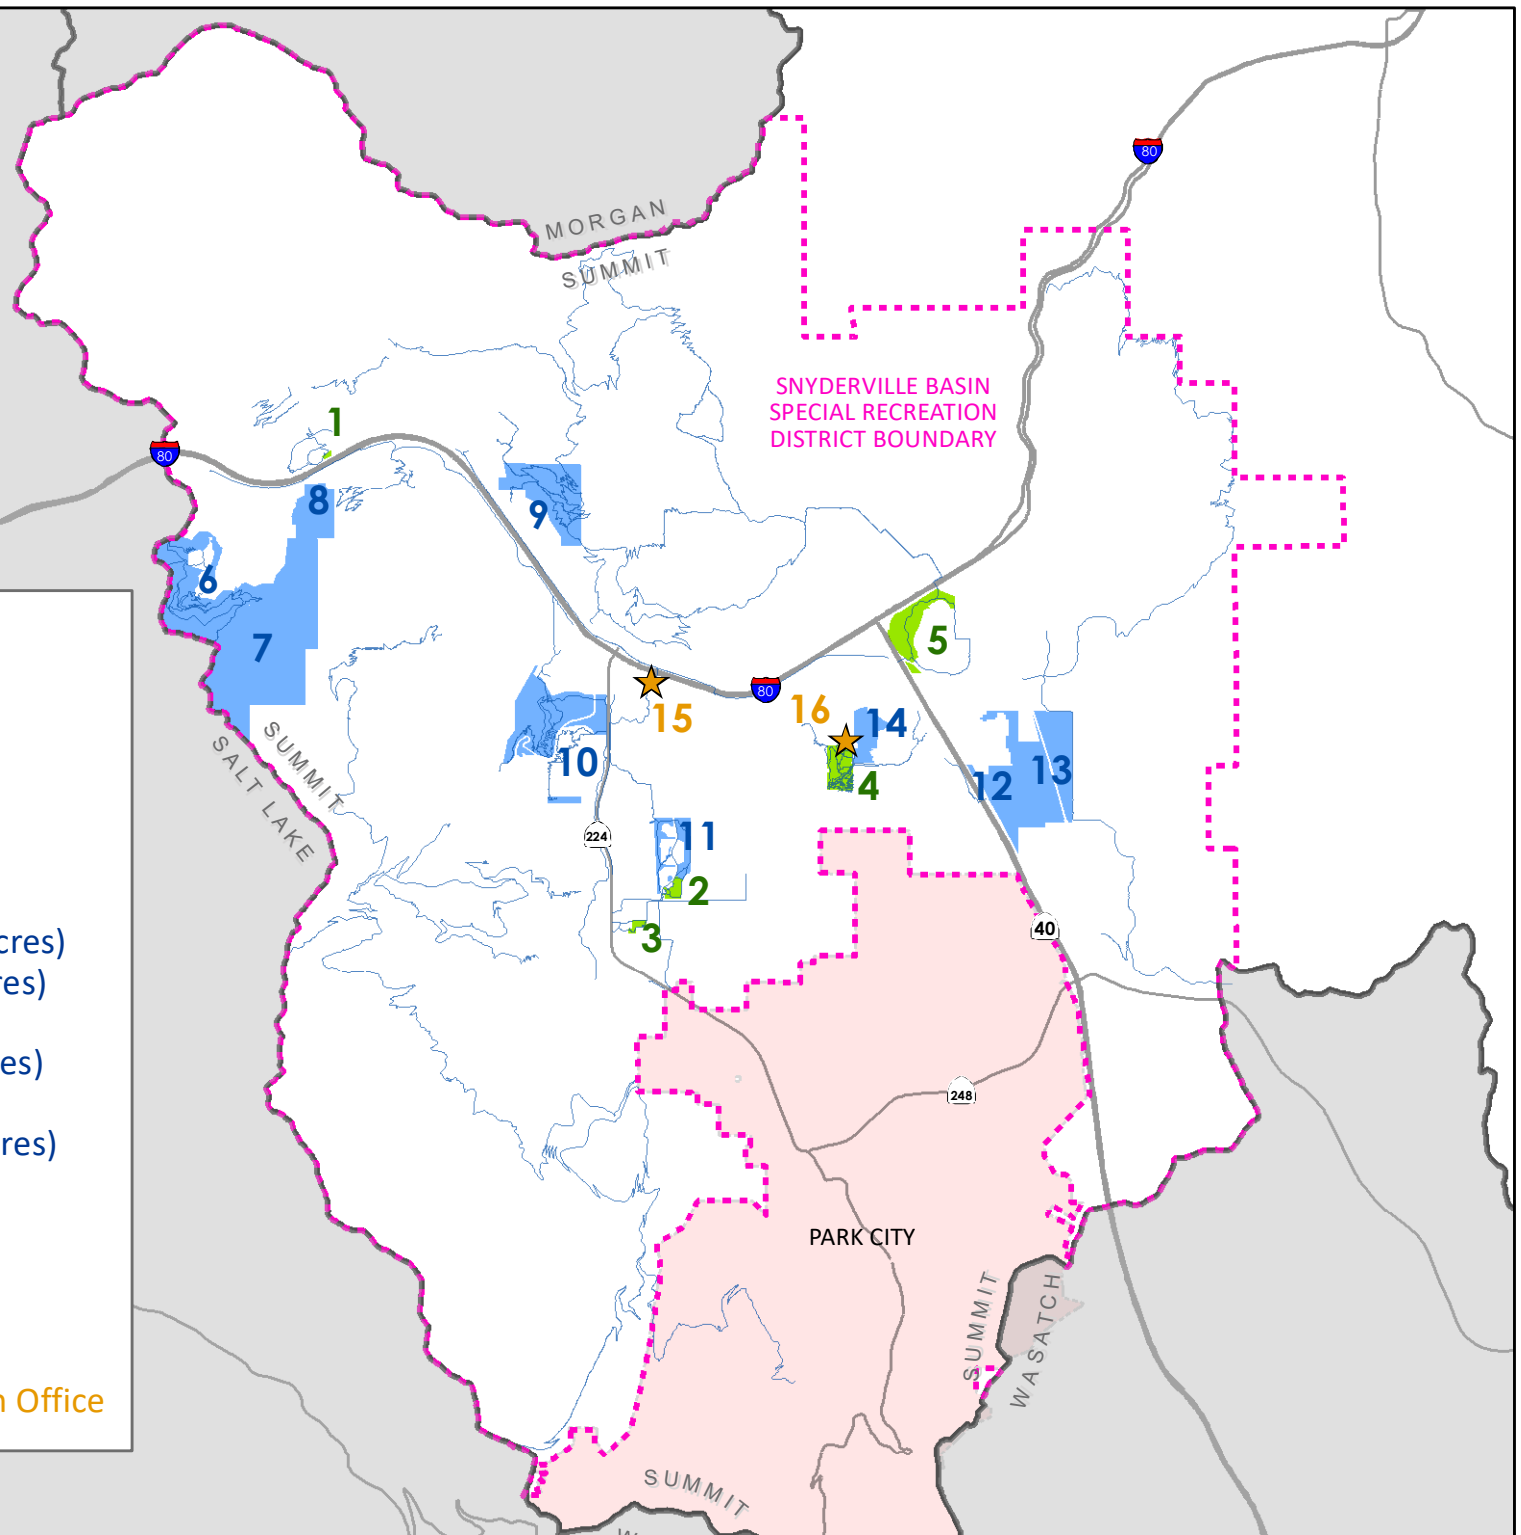 80
MORGAN
SUMMIT
SNYDERVILLE BASIN
SPECIAL RECREATION
DISTRICT BOUNDARY
1
80
8
9
6
5
7
80
16
15
14
10
SUMMIT
SALT LAKE
13
12
4
224
11
2
3
40
cres)
res)
es)
res)
248
PARK CITY
SUMMIT
WASATCH
n Office
SUMMIT